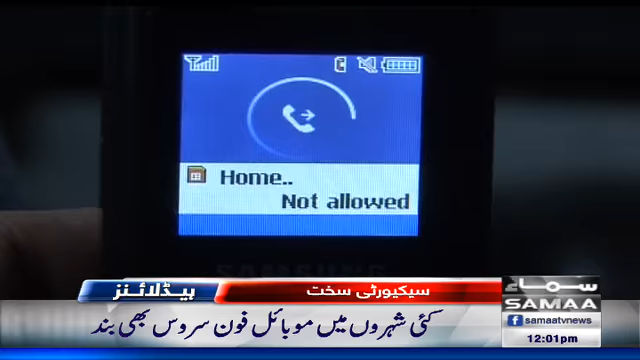 Home..
Not allowed
SAMSUNG
ہیڈلائنز
سیکیورٹی سخت
کئی شہروں میں موبائل فون سروس بھی بند
سماء
SAMAA
samaatvnews
12:01pm